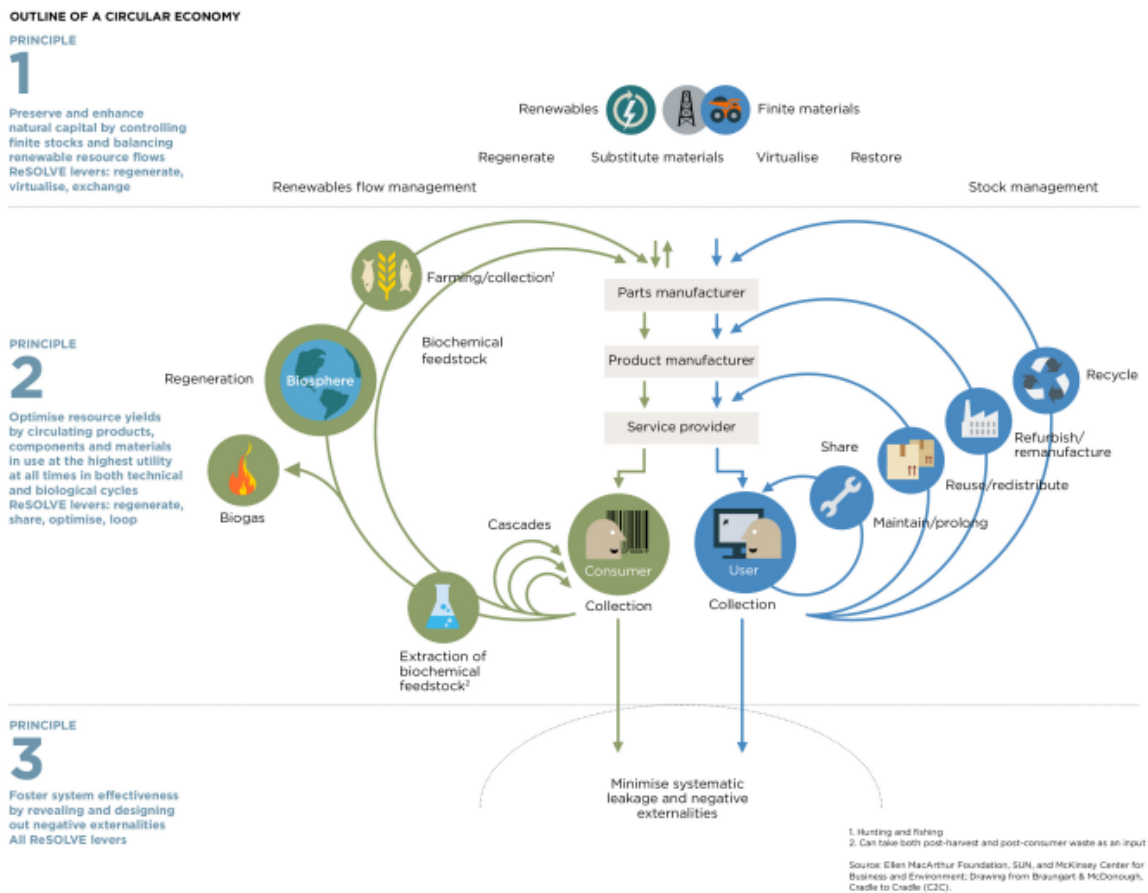 OUTLINE OF A CIRCULAR ECONOMY
PRINCIPLE
1
Preserve and enhance
natural capital by controlling
finite stocks and balancing
renewable resource flows
ReSOLVE levers: regenerate,
virtualise, exchange
Renewables
Finite materials
Regenerate
Substitute materials
Virtualise
Restore
Renewables flow management
Stock management
PRINCIPLE
2
Optimise resource yields
by circulating products,
components and materials
in use at the highest utility
at all times in both technical
and biological cycles
ReSOLVE levers: regenerate,
share, optimise, loop
Farming/collection¹
Biochemical
feedstock
Regeneration
Biosphere
Biogas
Cascades
Extraction of
biochemical
feedstock²
Parts manufacturer
Product manufacturer
Service provider
Consumer
Collection
User
Collection
Share
Maintain/prolong
Reuse/redistribute
Refurbish/
remanufacture
Recycle
PRINCIPLE
3
Foster system effectiveness
by revealing and designing
out negative externalities
All ReSOLVE levers
Minimise systematic
leakage and negative
externalities
1. Hunting and fishing
2. Can take both post-harvest and post-consumer waste as an input
Source: Ellen MacArthur Foundation, SUN, and McKinsey Center for
Business and Environment; Drawing from Braungart & McDonough,
Cradle to Cradle (C2C).